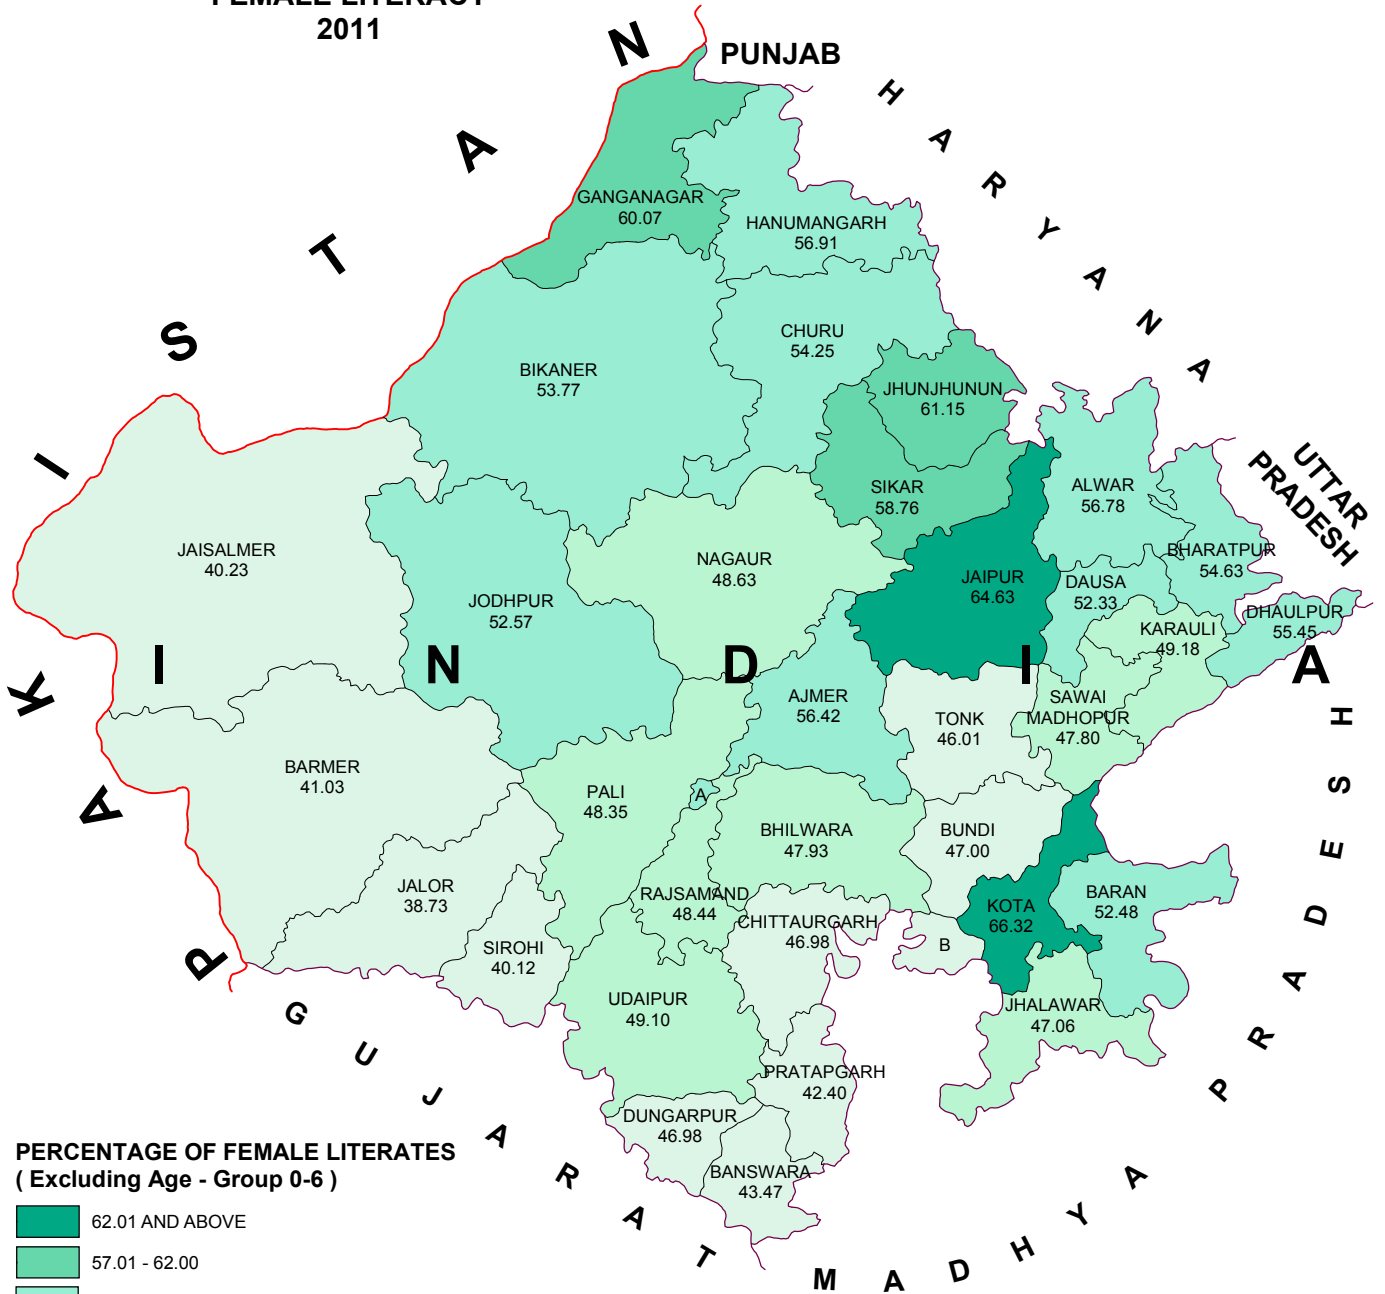 FEMALE LITERACY
2011
PAKISTAN
PUNJAB
HARYANA
UTTAR
PRADESH
GANGANAGAR
60.07
HANUMANGARH
56.91
CHURU
54.25
BIKANER
53.77
JHUNJHUNUN
61.15
SIKAR
58.76
ALWAR
56.78
JAISALMER
40.23
NAGAUR
48.63
JAIPUR
64.63
BHARATPUR
54.63
DAUSA
52.33
JODHPUR
52.57
DHAULPUR
55.45
KARAULI
49.18
INDIA
AJMER
56.42
TONK
46.01
SAWAI
MADHOPUR
47.80
BARMER
41.03
PALI
48.35
A
BHILWARA
47.93
BUNDI
47.00
JALOR
38.73
RAJSAMAND
48.44
KOTA
66.32
BARAN
52.48
SIROHI
40.12
CHITTAURGARH
46.98
B
UDAIPUR
49.10
JHALAWAR
47.06
PRATAPGARH
42.40
DUNGARPUR
46.98
BANSWARA
43.47
GUJARAT
MADHYA PRADESH
PERCENTAGE OF FEMALE LITERATES
( Excluding Age - Group 0-6 )
62.01 AND ABOVE
57.01 - 62.00